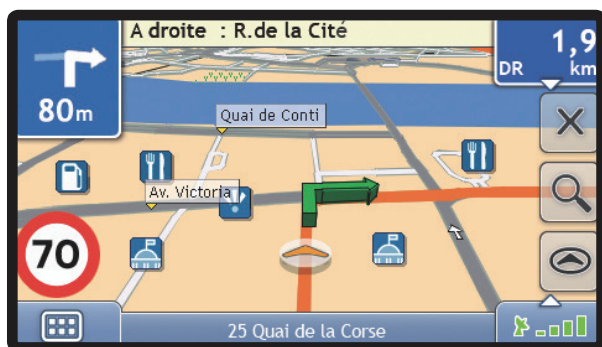 A droite : R.de la Cité
1,9
DR km
80m
Quai de Conti
Av. Victoria
70
25 Quai de la Corse